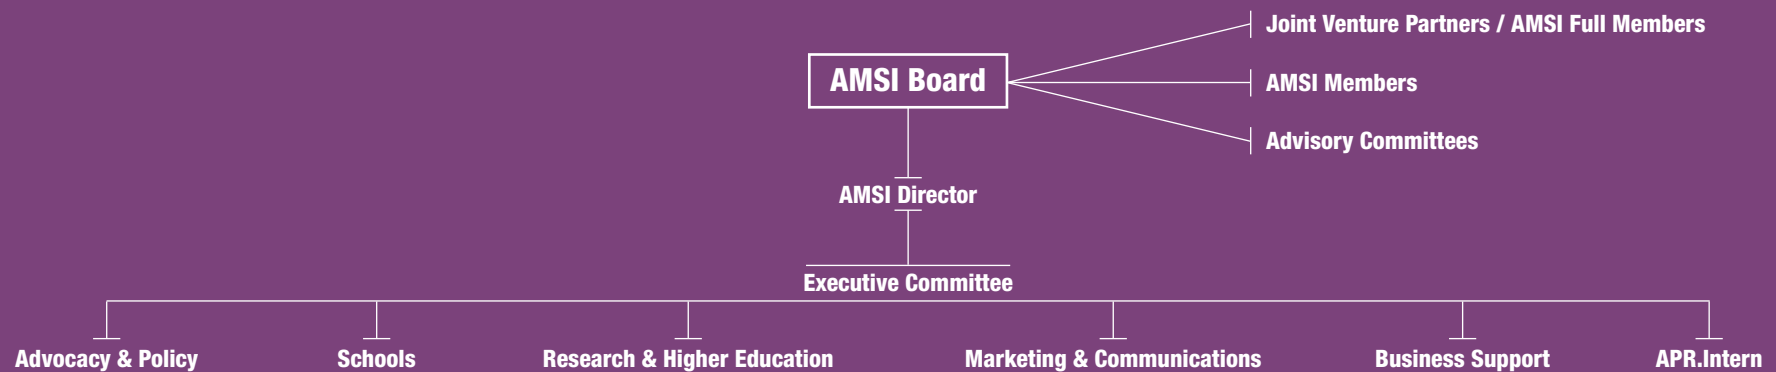 Joint Venture Partners / AMSI Full Members
AMSI Board
AMSI Members
Advisory Committees
AMSI Director
Executive Committee
Advocacy & Policy
Schools
Research & Higher Education
Marketing & Communications
Business Support
APR.Intern